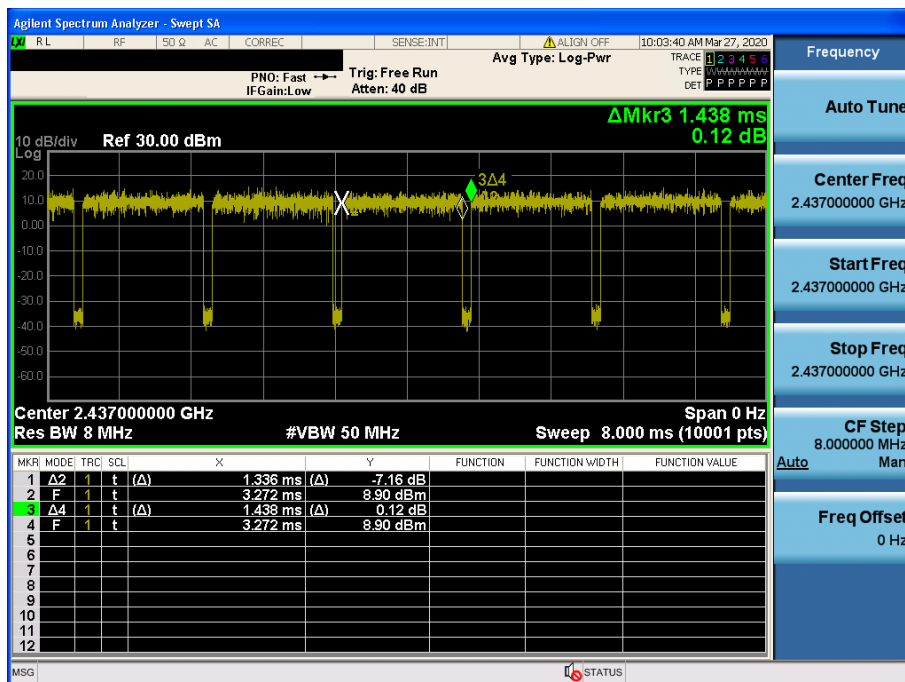 Agilent Spectrum Analyzer - Swept SA
LXI RL RF 50 Ω AC CORREC SENSE:INT ALIGN OFF 10:03:40 AM Mar 27, 2020
Frequency
PNO: Fast
IFGain:Low
Trig: Free Run
Atten: 40 dB
Avg Type: Log-Pwr
TRACE 1 2 3 4 5 6
TYPE WWWWWW
DET P P P P P P
Auto Tune
ΔMkr3 1.438 ms
0.12 dB
10 dB/div Ref 30.00 dBm
Log
20.0
10.0
0.00
-10.0
-20.0
-30.0
-40.0
-50.0
-60.0
3Δ4
Center Freq
2.437000000 GHz
Start Freq
2.437000000 GHz
Stop Freq
2.437000000 GHz
CF Step
8.000000 MHz
Auto Man
Freq Offset
0 Hz
Center 2.437000000 GHz Span 0 Hz
Res BW 8 MHz #VBW 50 MHz Sweep 8.000 ms (10001 pts)
MKR MODE TRC SCL X Y FUNCTION FUNCTION WIDTH FUNCTION VALUE
1 Δ2 1 t (Δ) 1.336 ms (Δ) -7.16 dB
2 F 1 t 3.272 ms 8.90 dBm
3 Δ4 1 t (Δ) 1.438 ms (Δ) 0.12 dB
4 F 1 t 3.272 ms 8.90 dBm
5
6
7
8
9
10
11
12
MSG STATUS